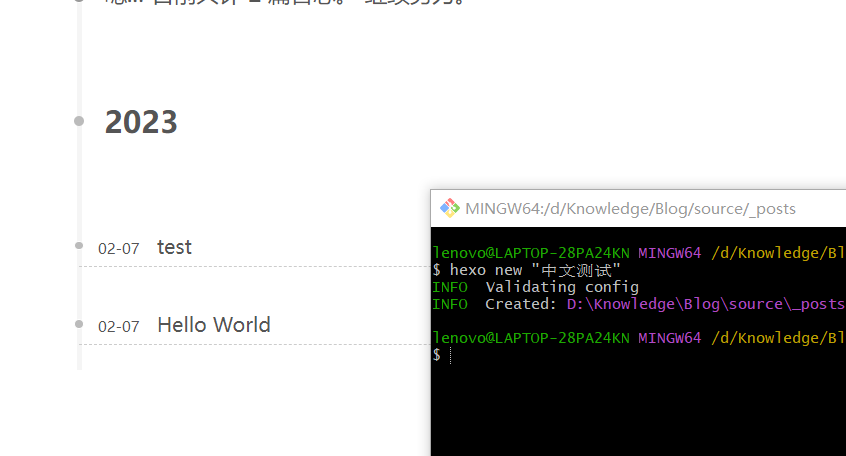 2023
02-07 test
02-07 Hello World
MINGW64:/d/Knowledge/Blog/source/_posts
lenovo@LAPTOP-28PA24KN MINGW64 /d/Knowledge/Bl
$ hexo new "中文测试"
INFO Validating config
INFO Created: D:\Knowledge\Blog\source\_posts
lenovo@LAPTOP-28PA24KN MINGW64 /d/Knowledge/Bl
$